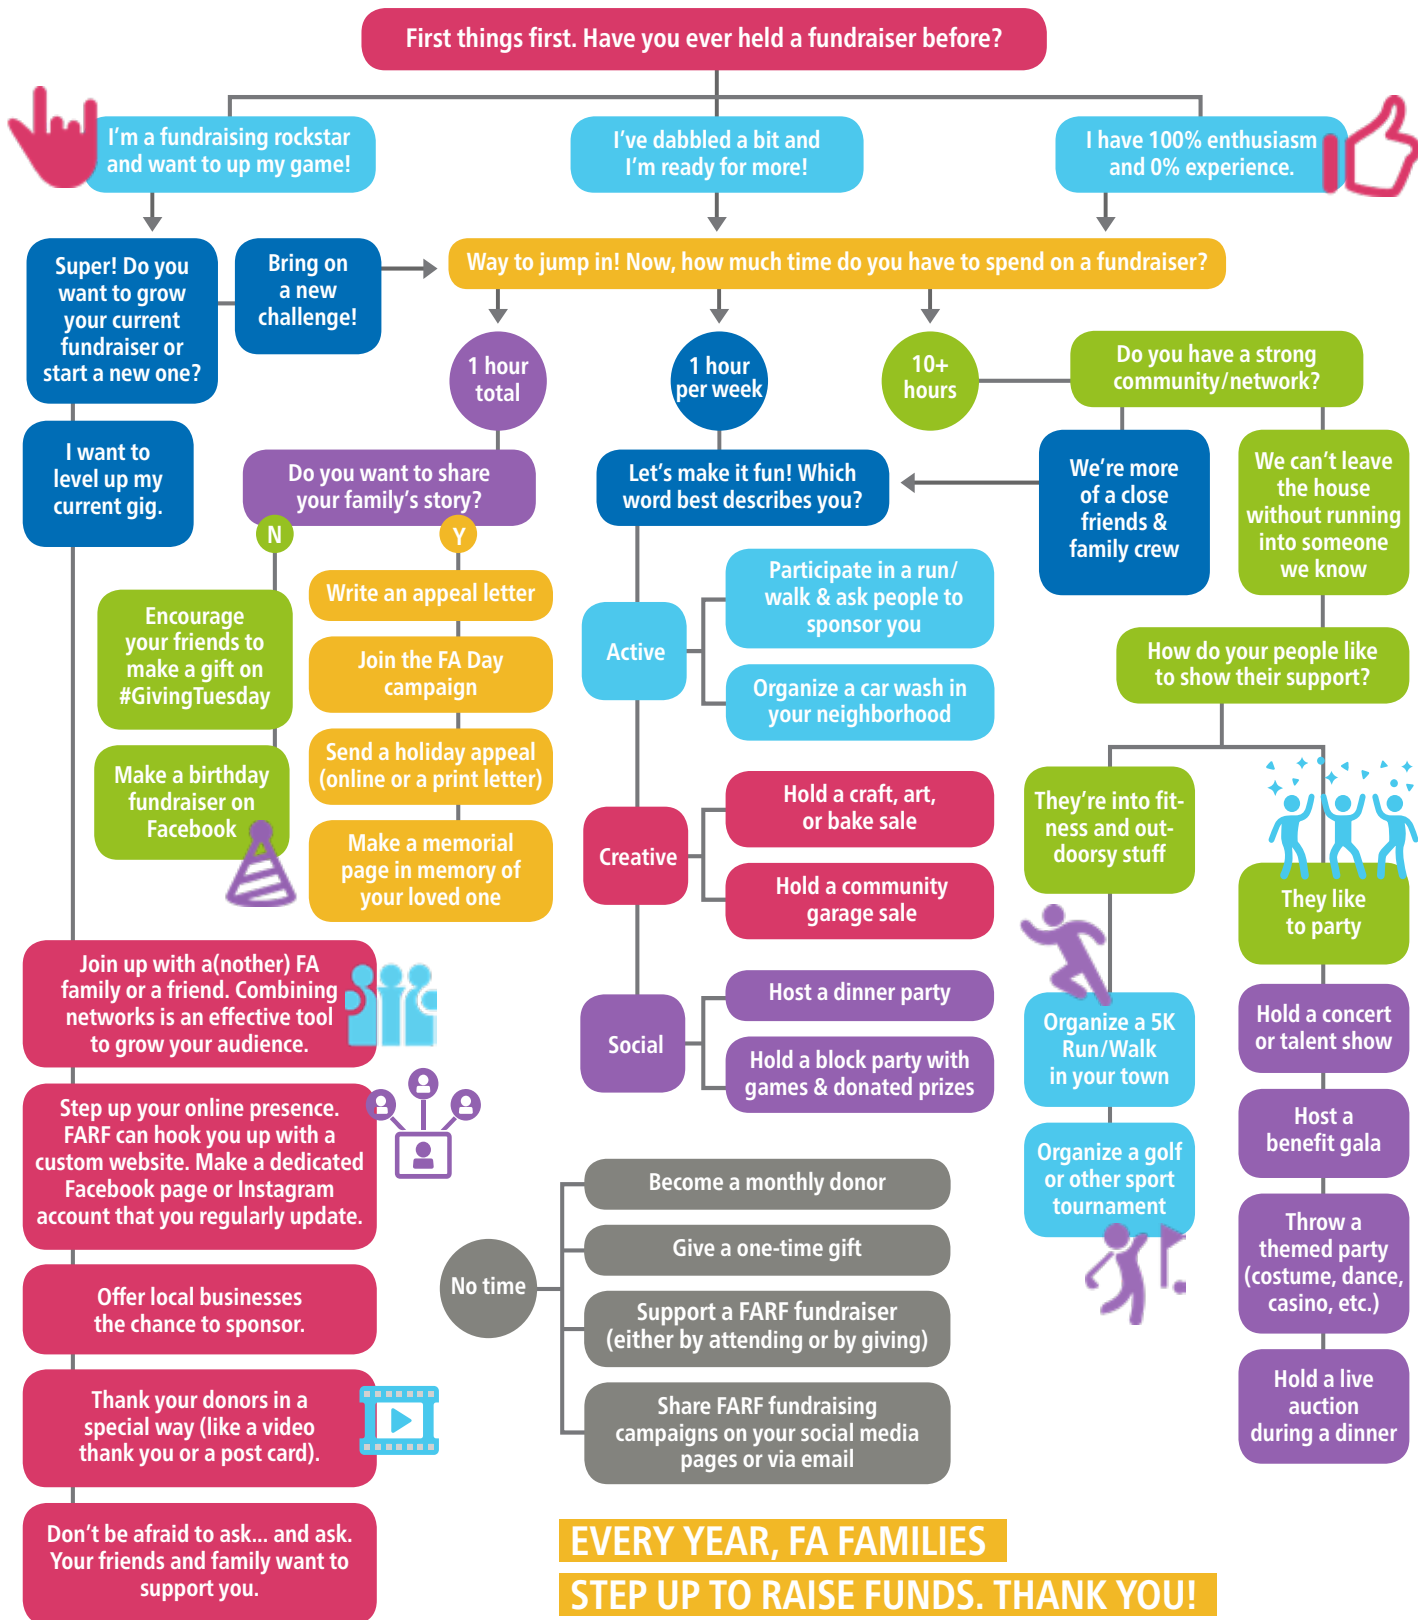 First things first. Have you ever held a fundraiser before?
I'm a fundraising rockstar
and want to up my game!
I've dabbled a bit and
I'm ready for more!
I have 100% enthusiasm
and 0% experience.
Super! Do you
want to grow
your current
fundraiser or
start a new one?
Bring on
a new
challenge!
Way to jump in! Now, how much time do you have to spend on a fundraiser?
1 hour
total
1 hour
per week
10+
hours
Do you have a strong
community/network?
I want to
level up my
current gig.
Do you want to share
your family's story?
Let's make it fun! Which
word best describes you?
We're more
of a close
friends &
family crew
We can't leave
the house
without running
into someone
we know
N
Y
Encourage
your friends to
make a gift on
#GivingTuesday
Make a birthday
fundraiser on
Facebook
Write an appeal letter
Join the FA Day
campaign
Send a holiday appeal
(online or a print letter)
Make a memorial
page in memory of
your loved one
Active
Participate in a run/
walk & ask people to
sponsor you
Organize a car wash in
your neighborhood
Creative
Hold a craft, art,
or bake sale
Hold a community
garage sale
Social
Host a dinner party
Hold a block party with
games & donated prizes
How do your people like
to show their support?
They're into fit-
ness and out-
doorsy stuff
They like
to party
Organize a 5K
Run/Walk
in your town
Organize a golf
or other sport
tournament
Hold a concert
or talent show
Host a
benefit gala
Throw a
themed party
(costume, dance,
casino, etc.)
Hold a live
auction
during a dinner
Join up with a(nother) FA
family or a friend. Combining
networks is an effective tool
to grow your audience.
Step up your online presence.
FARF can hook you up with a
custom website. Make a dedicated
Facebook page or Instagram
account that you regularly update.
Offer local businesses
the chance to sponsor.
Thank your donors in a
special way (like a video
thank you or a post card).
Don't be afraid to ask... and ask.
Your friends and family want to
support you.
No time
Become a monthly donor
Give a one-time gift
Support a FARF fundraiser
(either by attending or by giving)
Share FARF fundraising
campaigns on your social media
pages or via email
EVERY YEAR, FA FAMILIES
STEP UP TO RAISE FUNDS. THANK YOU!